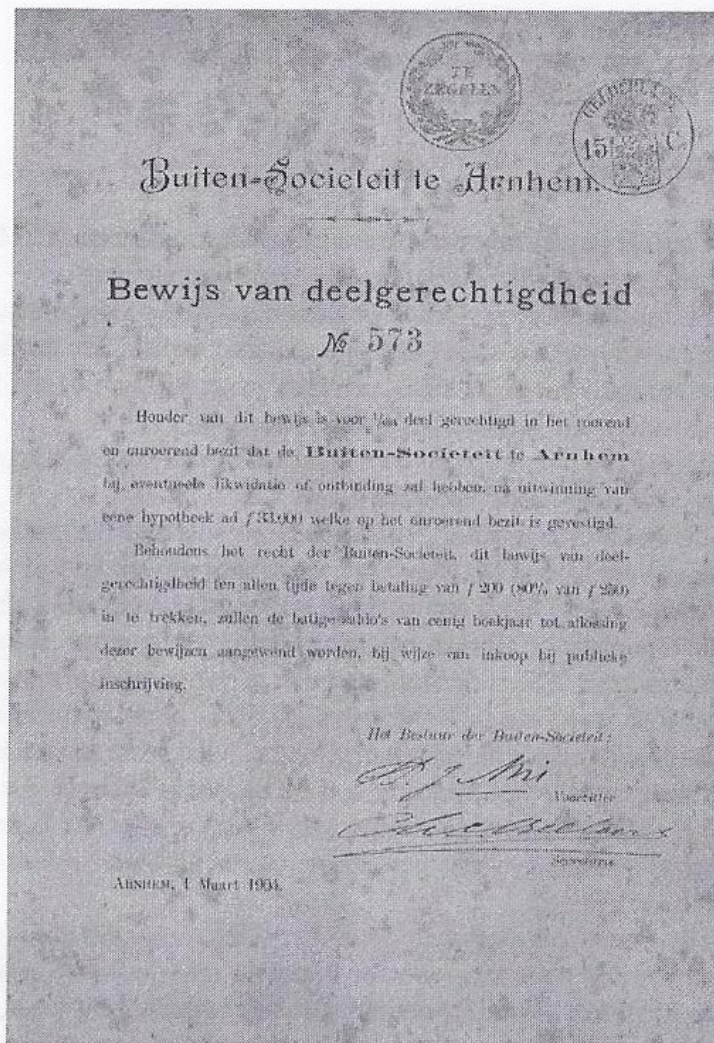 TE
ZEGELEN
GELDERLAND
15 C.
Buiten-Societeit te Arnhem.
Bewijs van deelgerechtigdheid
№ 573
Houder van dit bewijs is voor deel gerechtigd in het roerend
en onroerend bezit dat de Buiten-Societeit te Arnhem
bij eventueele likwidatie of ontbinding zal hebben, na uitwinning van
eene hypotheek ad ƒ 33.000 welke op het onroerend bezit is gevestigd.
Behoudens het recht der Buiten-Societeit, dit bewijs van deel-
gerechtigdheid ten allen tijde tegen betaling van ƒ 200 (80% van ƒ 250)
in te trekken, zullen de batige saldo's van eenig boekjaar tot aflossing
dezer bewijzen aangewend worden, bij wijze van inkoop bij publieke
inschrijving.
Het Bestuur der Buiten-Societeit:
Voorzitter
Secretaris
ARNHEM, 1 Maart 1904.